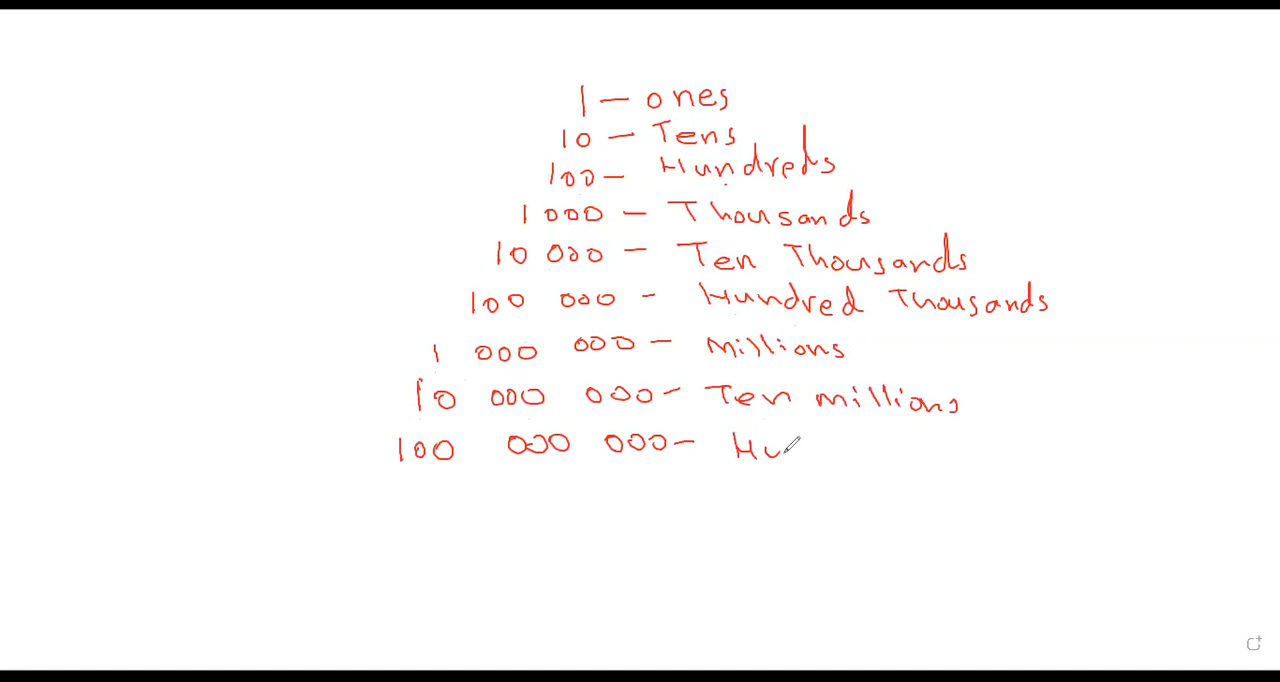 1 - ones
10 - Tens
100 - Hundreds
1 000 - Thousands
10 000 - Ten Thousands
100 000 - Hundred Thousands
1 000 000 - Millions
10 000 000 - Ten millions
100 000 000 - Hu